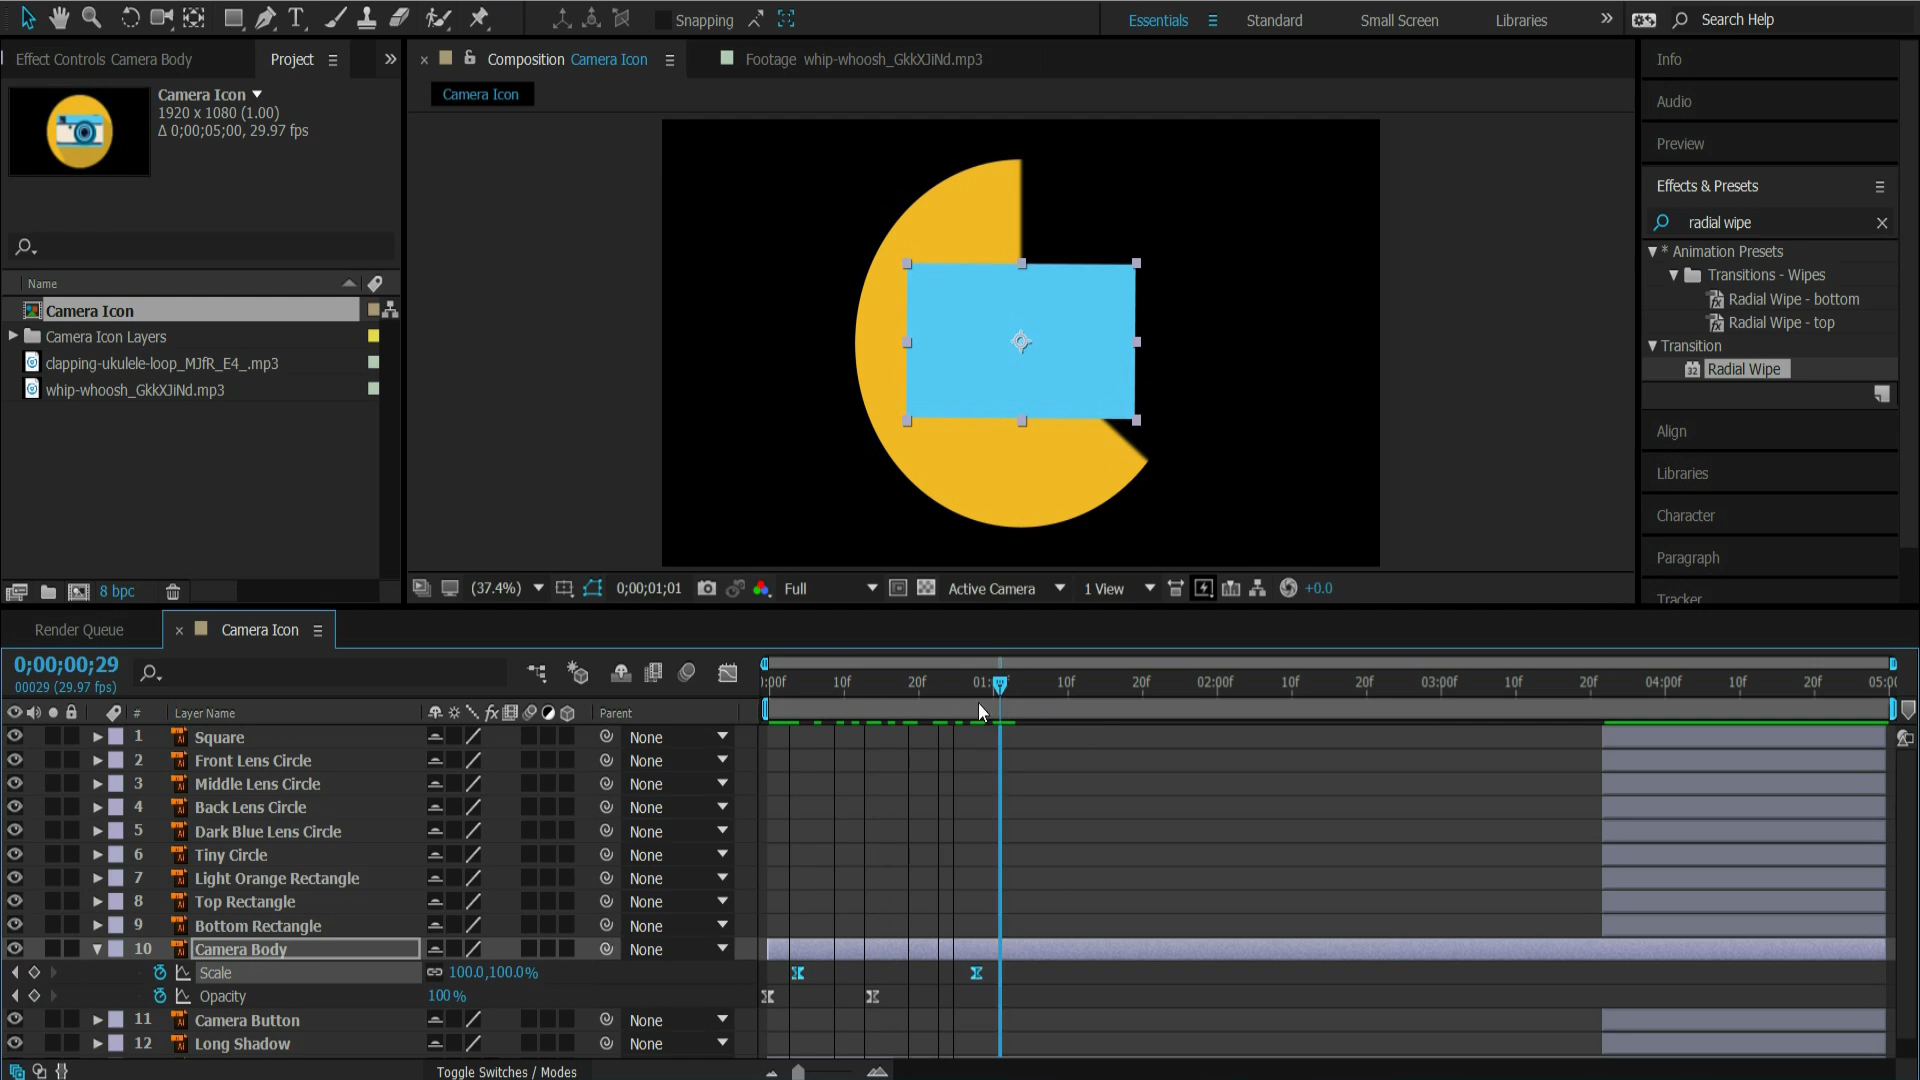 Snapping
Essentials
Standard
Small Screen
Libraries
Search Help
Effect Controls Camera Body
Project
Composition Camera Icon
Footage whip-whoosh_GkkXJiNd.mp3
Info
Camera Icon
1920 x 1080 (1.00)
Δ 0;00;05;00, 29.97 fps
Camera Icon
Audio
Preview
Effects & Presets
radial wipe
* Animation Presets
Transitions - Wipes
Radial Wipe - bottom
Radial Wipe - top
Transition
32
Radial Wipe
Align
Libraries
Character
Paragraph
Tracker
Name
Camera Icon
Camera Icon Layers
clapping-ukulele-loop_MJfR_E4_.mp3
whip-whoosh_GkkXJiNd.mp3
8 bpc
(37.4%)
0;00;01;01
Full
Active Camera
1 View
+0.0
Render Queue
Camera Icon
0;00;00;29
00029 (29.97 fps)
):00f 10f 20f 01: 10f 20f 02:00f 10f 20f 03:00f 10f 20f 04:00f 10f 20f 05:00
# Layer Name
Parent
1 Square None
2 Front Lens Circle None
3 Middle Lens Circle None
4 Back Lens Circle None
5 Dark Blue Lens Circle None
6 Tiny Circle None
7 Light Orange Rectangle None
8 Top Rectangle None
9 Bottom Rectangle None
10 Camera Body None
Scale 100.0,100.0%
Opacity 100%
11 Camera Button None
12 Long Shadow None
Toggle Switches / Modes